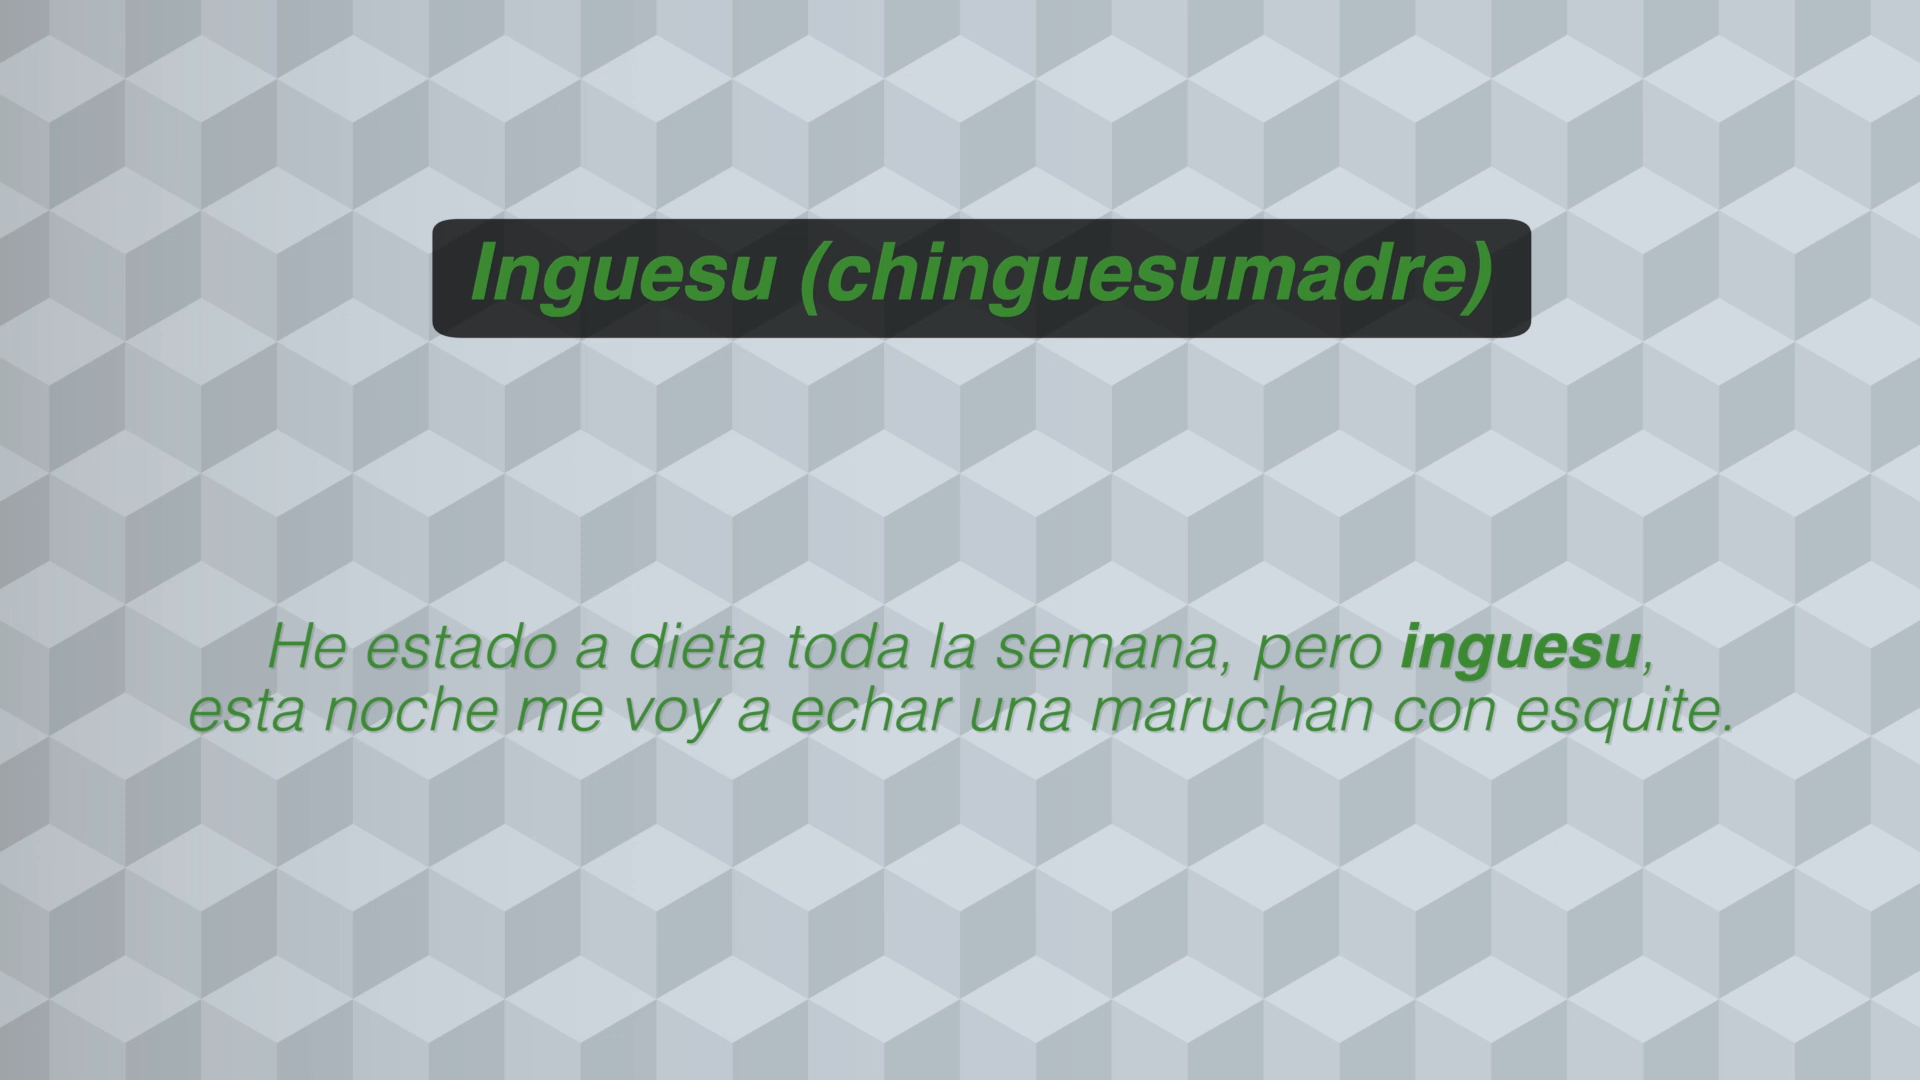 Inguesu (chinguesumadre)
He estado a dieta toda la semana, pero inguesu,
esta noche me voy a echar una maruchan con esquite.